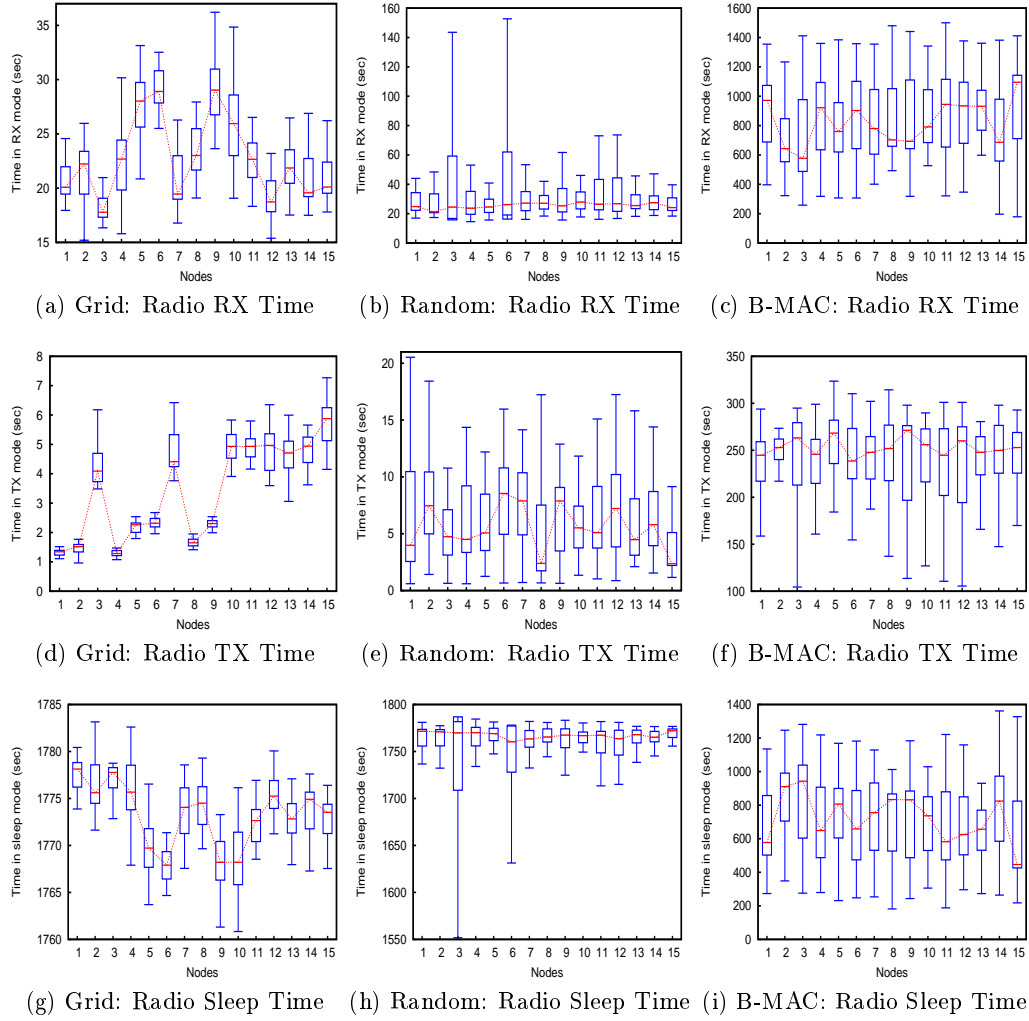 Time in RX mode (sec)
35
30
25
20
15
1 2 3 4 5 6 7 8 9 10 11 12 13 14 15
Nodes
(a) Grid: Radio RX Time
Time in RX mode (sec)
160
140
120
100
80
60
40
20
0
1 2 3 4 5 6 7 8 9 10 11 12 13 14 15
Nodes
(b) Random: Radio RX Time
Time in RX mode (sec)
1600
1400
1200
1000
800
600
400
200
0
1 2 3 4 5 6 7 8 9 10 11 12 13 14 15
Nodes
(c) B-MAC: Radio RX Time
Time in TX mode (sec)
8
7
6
5
4
3
2
1
0
1 2 3 4 5 6 7 8 9 10 11 12 13 14 15
Nodes
(d) Grid: Radio TX Time
Time in TX mode (sec)
20
15
10
5
0
1 2 3 4 5 6 7 8 9 10 11 12 13 14 15
Nodes
(e) Random: Radio TX Time
Time in TX mode (sec)
350
300
250
200
150
100
1 2 3 4 5 6 7 8 9 10 11 12 13 14 15
Nodes
(f) B-MAC: Radio TX Time
Time in sleep mode (sec)
1785
1780
1775
1770
1765
1760
1 2 3 4 5 6 7 8 9 10 11 12 13 14 15
Nodes
(g) Grid: Radio Sleep Time
Time in sleep mode (sec)
1800
1750
1700
1650
1600
1550
1 2 3 4 5 6 7 8 9 10 11 12 13 14 15
Nodes
(h) Random: Radio Sleep Time
Time in sleep mode (sec)
1400
1200
1000
800
600
400
200
0
1 2 3 4 5 6 7 8 9 10 11 12 13 14 15
Nodes
(i) B-MAC: Radio Sleep Time